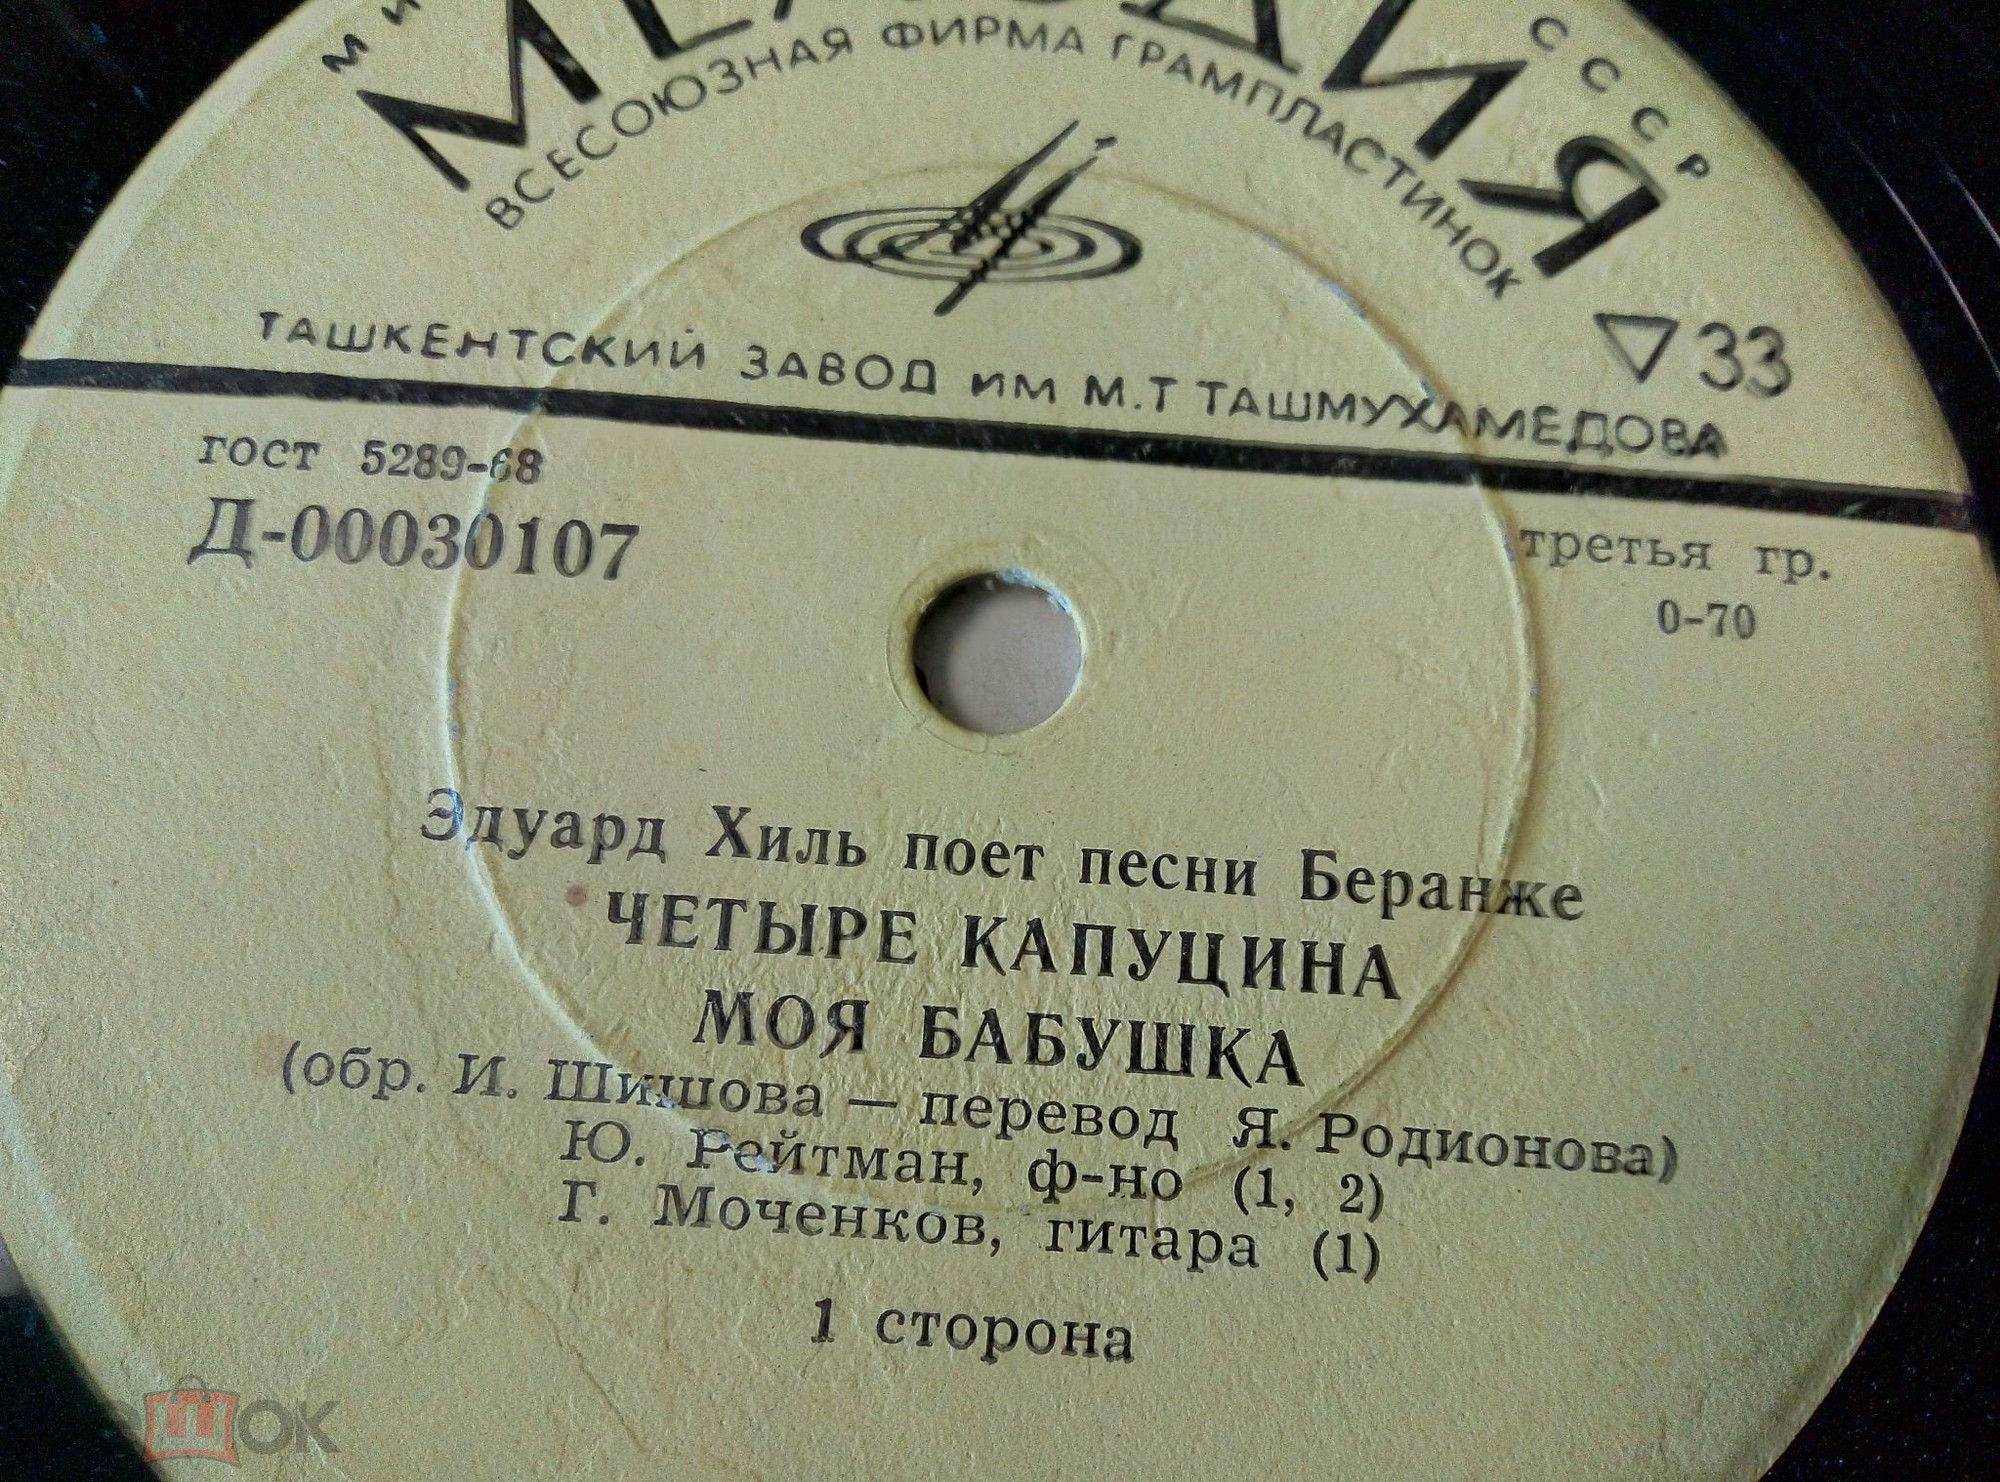 МЕЛОДИЯ
СССР
ВСЕСОЮЗНАЯ ФИРМА ГРАМПЛАСТИНОК
▽33
ТАШКЕНТСКИЙ ЗАВОД ИМ М.Т ТАШМУХАМЕДОВА
гост 5289-68
Д-00030107
третья гр.
0-70
Эдуард Хиль поет песни Беранже
ЧЕТЫРЕ КАПУЦИНА
МОЯ БАБУШКА
(обр. И. Шишова — перевод Я. Родионова)
Ю. Рейтман, ф-но (1, 2)
Г. Моченков, гитара (1)
1 сторона